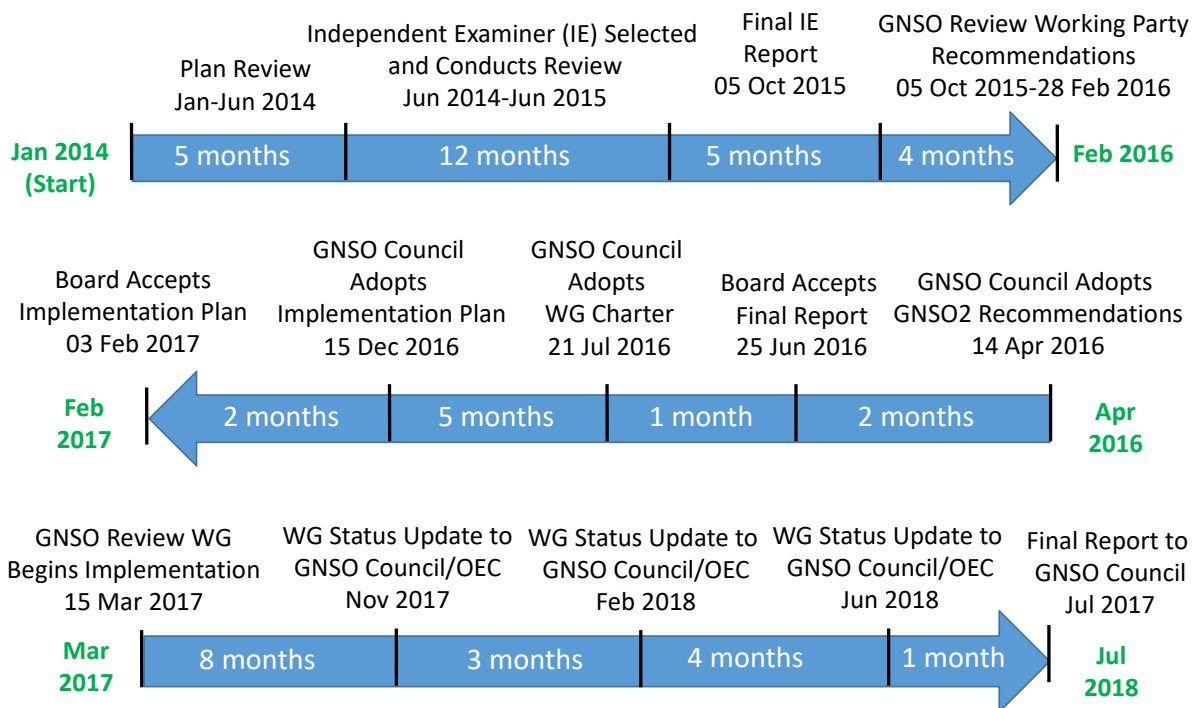 Plan Review
Jan-Jun 2014
Independent Examiner (IE) Selected
and Conducts Review
Jun 2014-Jun 2015
Final IE
Report
05 Oct 2015
GNSO Review Working Party
Recommendations
05 Oct 2015-28 Feb 2016
Jan 2014
(Start)
5 months
12 months
5 months
4 months
Feb 2016
Board Accepts
Implementation Plan
03 Feb 2017
GNSO Council
Adopts
Implementation Plan
15 Dec 2016
GNSO Council
Adopts
WG Charter
21 Jul 2016
Board Accepts
Final Report
25 Jun 2016
GNSO Council Adopts
GNSO2 Recommendations
14 Apr 2016
Feb
2017
2 months
5 months
1 month
2 months
Apr
2016
GNSO Review WG
Begins Implementation
15 Mar 2017
WG Status Update to
GNSO Council/OEC
Nov 2017
WG Status Update to
GNSO Council/OEC
Feb 2018
WG Status Update to
GNSO Council/OEC
Jun 2018
Final Report to
GNSO Council
Jul 2017
Mar
2017
8 months
3 months
4 months
1 month
Jul
2018